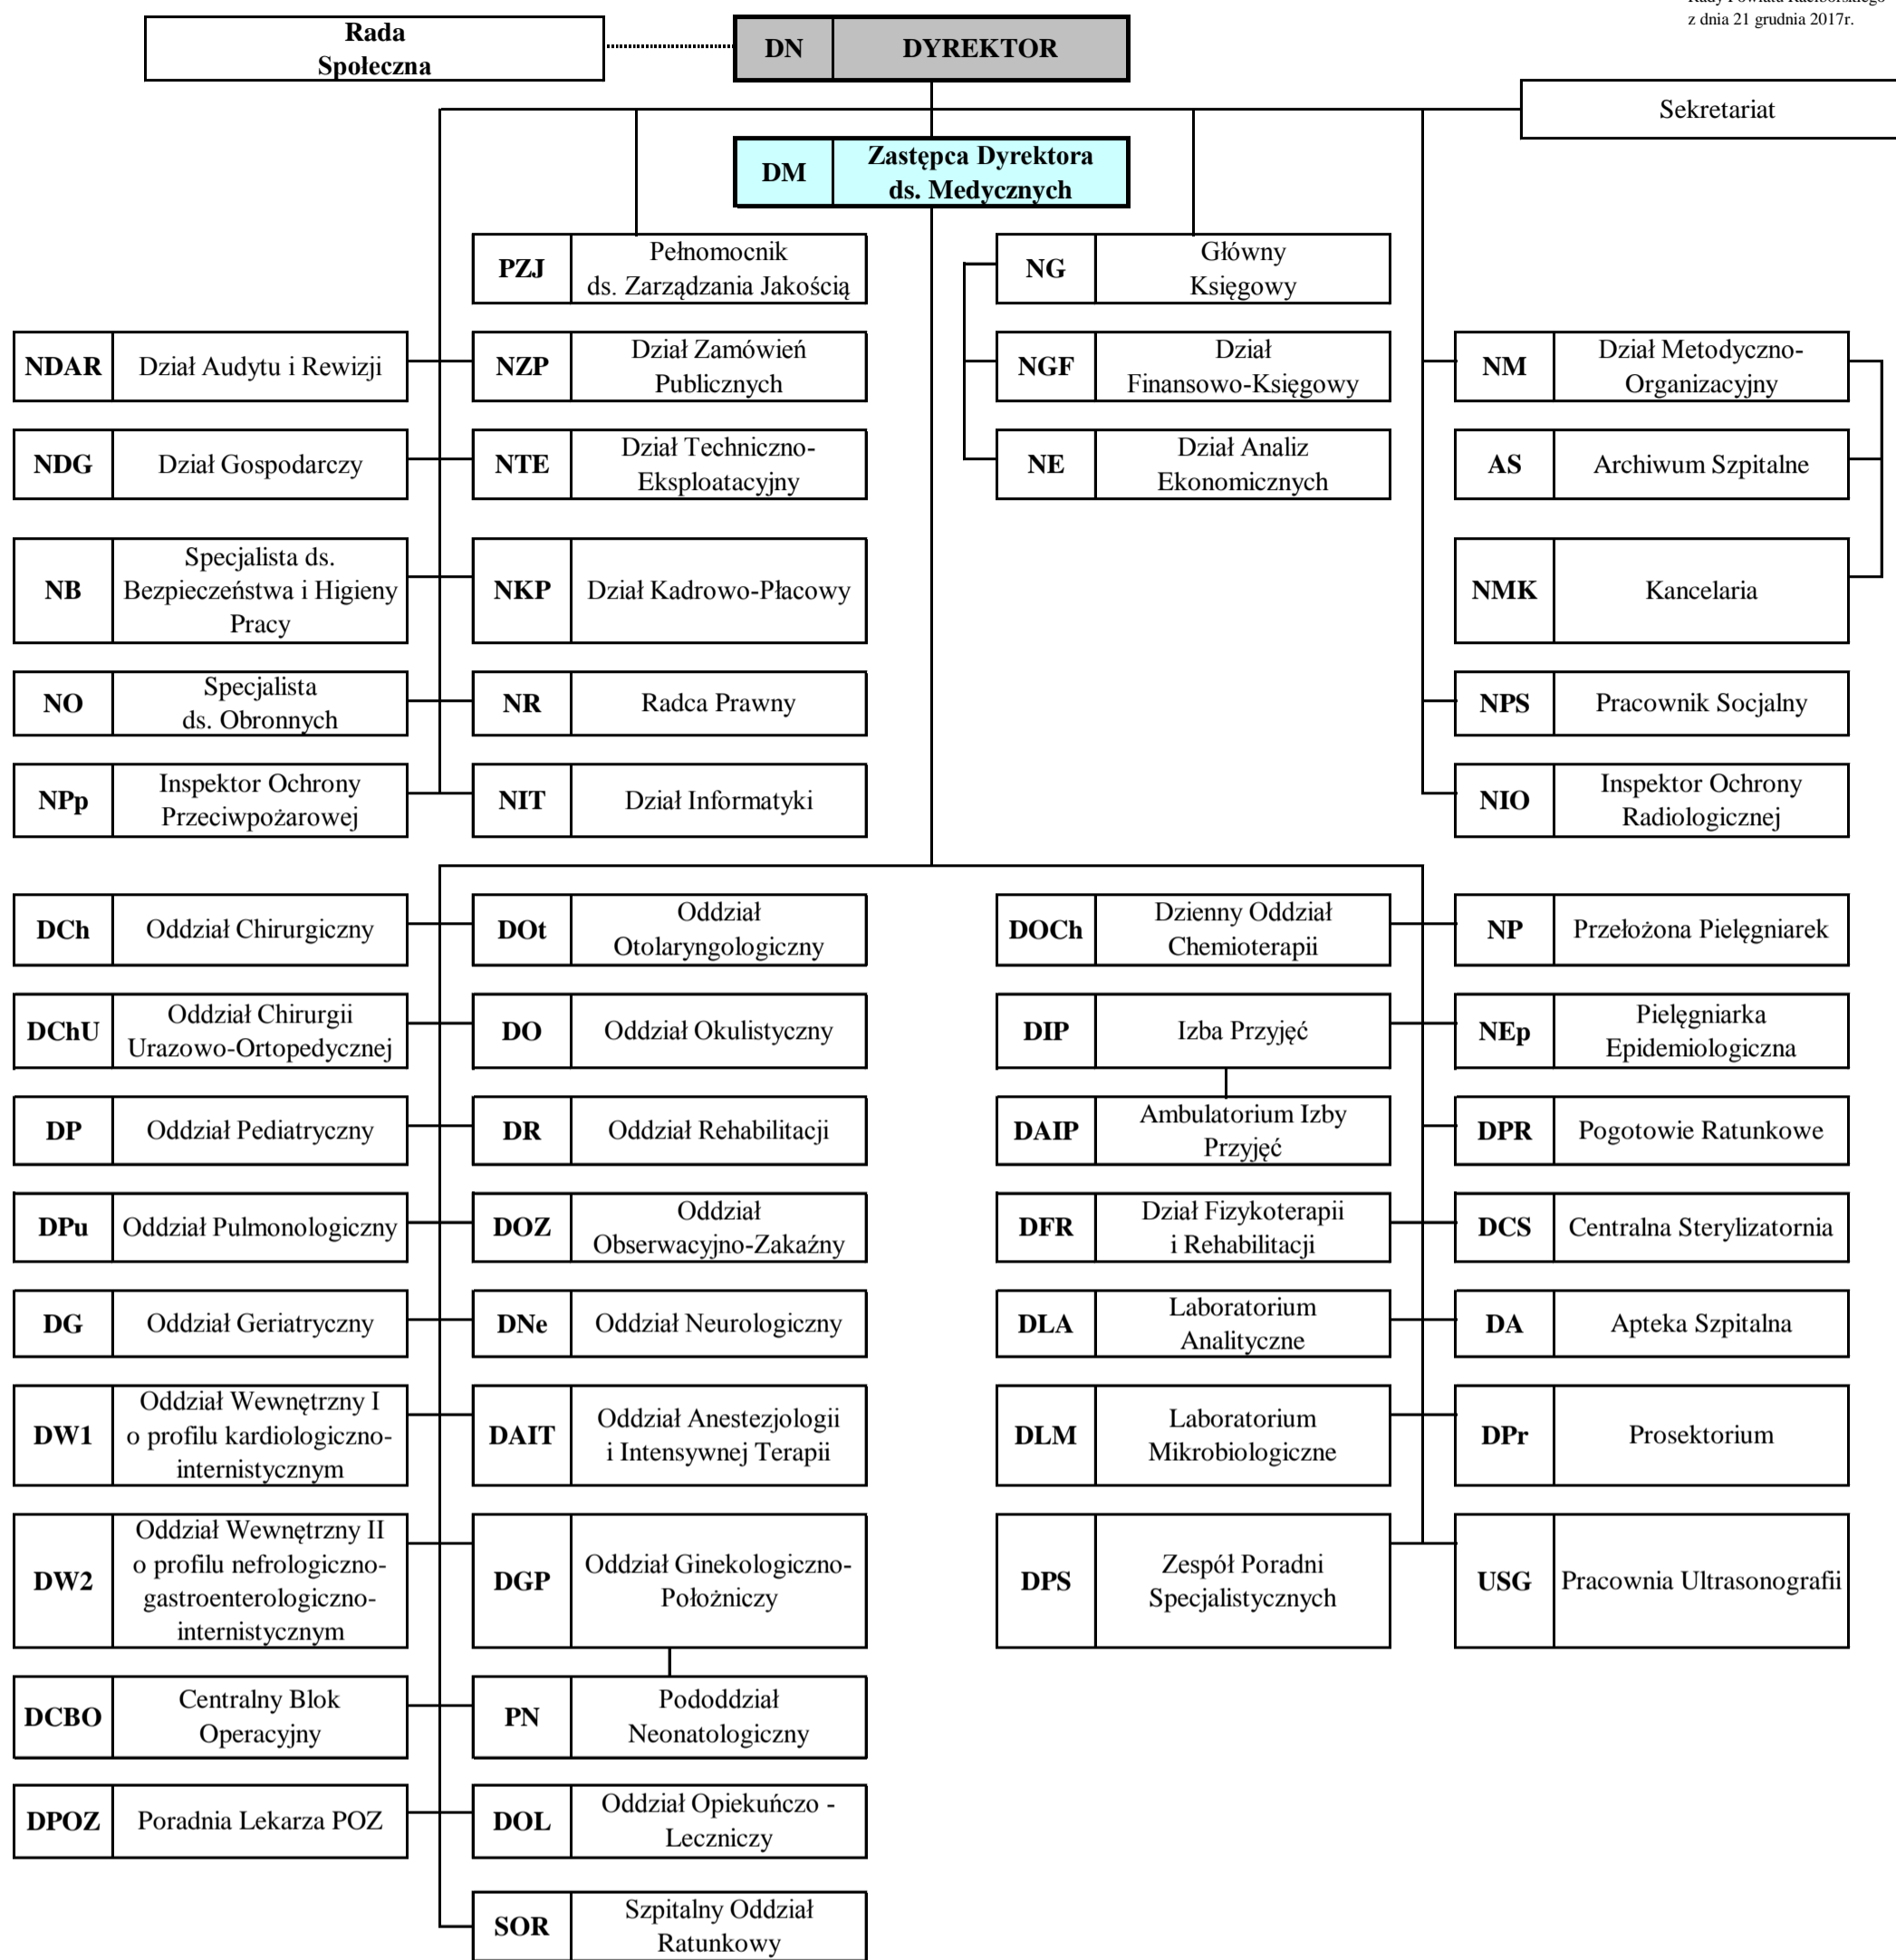 Rady Powiatu Raciborskiego
z dnia 21 grudnia 2017r.
Rada
Społeczna
DN
DYREKTOR
Sekretariat
DM
Zastępca Dyrektora
ds. Medycznych
PZJ
Pełnomocnik
ds. Zarządzania Jakością
NG
Główny
Księgowy
NDAR
Dział Audytu i Rewizji
NZP
Dział Zamówień
Publicznych
NGF
Dział
Finansowo-Księgowy
NM
Dział Metodyczno-
Organizacyjny
NDG
Dział Gospodarczy
NTE
Dział Techniczno-
Eksploatacyjny
NE
Dział Analiz
Ekonomicznych
AS
Archiwum Szpitalne
NB
Specjalista ds.
Bezpieczeństwa i Higieny
Pracy
NKP
Dział Kadrowo-Płacowy
NMK
Kancelaria
NO
Specjalista
ds. Obronnych
NR
Radca Prawny
NPS
Pracownik Socjalny
NPp
Inspektor Ochrony
Przeciwpożarowej
NIT
Dział Informatyki
NIO
Inspektor Ochrony
Radiologicznej
DCh
Oddział Chirurgiczny
DOt
Oddział
Otolaryngologiczny
DOCh
Dzienny Oddział
Chemioterapii
NP
Przełożona Pielęgniarek
DChU
Oddział Chirurgii
Urazowo-Ortopedycznej
DO
Oddział Okulistyczny
DIP
Izba Przyjęć
NEp
Pielęgniarka
Epidemiologiczna
DP
Oddział Pediatryczny
DR
Oddział Rehabilitacji
DAIP
Ambulatorium Izby
Przyjęć
DPR
Pogotowie Ratunkowe
DPu
Oddział Pulmonologiczny
DOZ
Oddział
Obserwacyjno-Zakaźny
DFR
Dział Fizykoterapii
i Rehabilitacji
DCS
Centralna Sterylizatornia
DG
Oddział Geriatryczny
DNe
Oddział Neurologiczny
DLA
Laboratorium
Analityczne
DA
Apteka Szpitalna
DW1
Oddział Wewnętrzny I
o profilu kardiologiczno-
internistycznym
DAIT
Oddział Anestezjologii
i Intensywnej Terapii
DLM
Laboratorium
Mikrobiologiczne
DPr
Prosektorium
DW2
Oddział Wewnętrzny II
o profilu nefrologiczno-
gastroenterologiczno-
internistycznym
DGP
Oddział Ginekologiczno-
Położniczy
DPS
Zespół Poradni
Specjalistycznych
USG
Pracownia Ultrasonografii
DCBO
Centralny Blok
Operacyjny
PN
Pododdział
Neonatologiczny
DPOZ
Poradnia Lekarza POZ
DOL
Oddział Opiekuńczo -
Leczniczy
SOR
Szpitalny Oddział
Ratunkowy